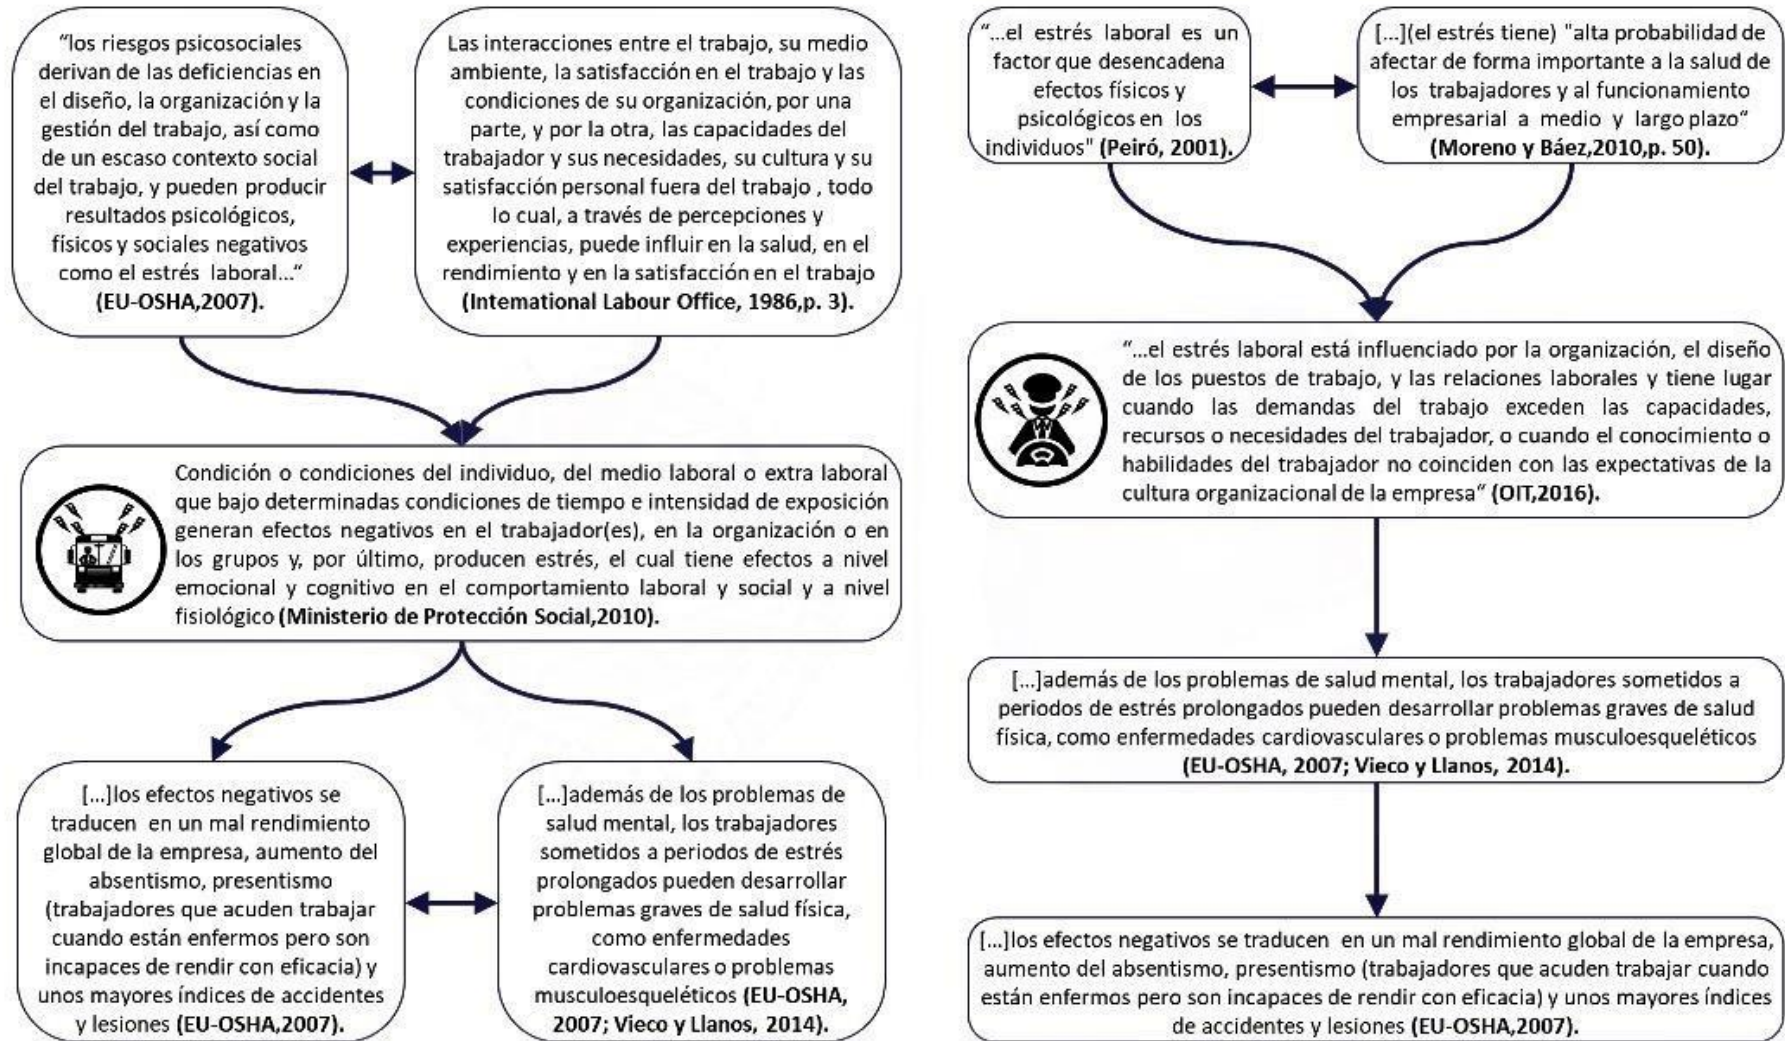 “los riesgos psicosociales
derivan de las deficiencias en
el diseño, la organización y la
gestión del trabajo, así como
de un escaso contexto social
del trabajo, y pueden producir
resultados psicológicos,
físicos y sociales negativos
como el estrés laboral...“
(EU-OSHA,2007).
Las interacciones entre el trabajo, su medio
ambiente, la satisfacción en el trabajo y las
condiciones de su organización, por una
parte, y por la otra, las capacidades del
trabajador y sus necesidades, su cultura y su
satisfacción personal fuera del trabajo , todo
lo cual, a través de percepciones y
experiencias, puede influir en la salud, en el
rendimiento y en la satisfacción en el trabajo
(International Labour Office, 1986,p. 3).
Condición o condiciones del individuo, del medio laboral o extra laboral
que bajo determinadas condiciones de tiempo e intensidad de exposición
generan efectos negativos en el trabajador(es), en la organización o en
los grupos y, por último, producen estrés, el cual tiene efectos a nivel
emocional y cognitivo en el comportamiento laboral y social y a nivel
fisiológico (Ministerio de Protección Social,2010).
[...]los efectos negativos se
traducen en un mal rendimiento
global de la empresa, aumento del
absentismo, presentismo
(trabajadores que acuden trabajar
cuando están enfermos pero son
incapaces de rendir con eficacia) y
unos mayores índices de accidentes
y lesiones (EU-OSHA,2007).
[...]además de los problemas de
salud mental, los trabajadores
sometidos a periodos de estrés
prolongados pueden desarrollar
problemas graves de salud física,
como enfermedades
cardiovasculares o problemas
musculoesqueléticos (EU-OSHA,
2007; Vieco y Llanos, 2014).
“...el estrés laboral es un
factor que desencadena
efectos físicos y
psicológicos en los
individuos" (Peiró, 2001).
[...](el estrés tiene) "alta probabilidad de
afectar de forma importante a la salud de
los trabajadores y al funcionamiento
empresarial a medio y largo plazo“
(Moreno y Báez,2010,p. 50).
“...el estrés laboral está influenciado por la organización, el diseño
de los puestos de trabajo, y las relaciones laborales y tiene lugar
cuando las demandas del trabajo exceden las capacidades,
recursos o necesidades del trabajador, o cuando el conocimiento o
habilidades del trabajador no coinciden con las expectativas de la
cultura organizacional de la empresa“ (OIT,2016).
[...]además de los problemas de salud mental, los trabajadores sometidos a
periodos de estrés prolongados pueden desarrollar problemas graves de salud
física, como enfermedades cardiovasculares o problemas musculoesqueléticos
(EU-OSHA, 2007; Vieco y Llanos, 2014).
[...]los efectos negativos se traducen en un mal rendimiento global de la empresa,
aumento del absentismo, presentismo (trabajadores que acuden trabajar cuando
están enfermos pero son incapaces de rendir con eficacia) y unos mayores índices
de accidentes y lesiones (EU-OSHA,2007).